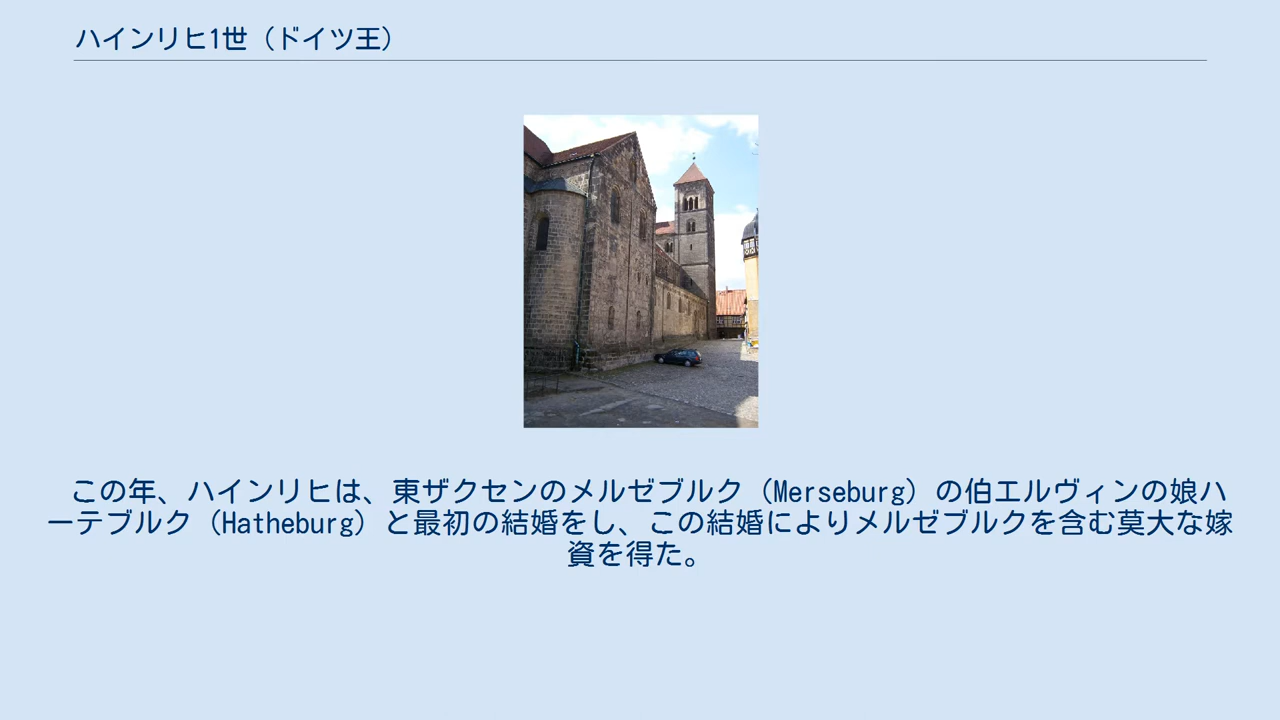 ハインリヒ1世（ドイツ王）
この年、ハインリヒは、東ザクセンのメルゼブルク（Merseburg）の伯エルヴィンの娘ハ
ーテブルク（Hatheburg）と最初の結婚をし、この結婚によりメルゼブルクを含む莫大な嫁
資を得た。